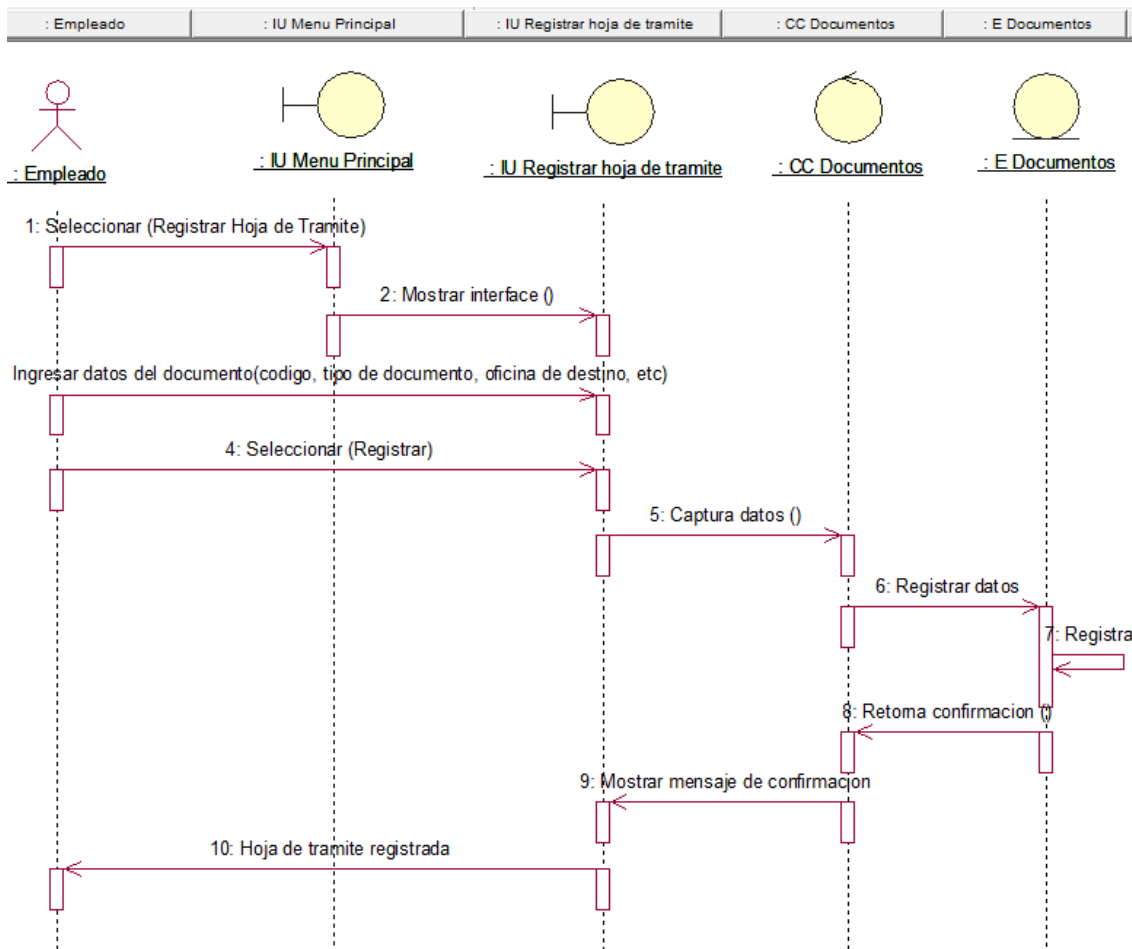 : Empleado
: IU Menu Principal
: IU Registrar hoja de tramite
: CC Documentos
: E Documentos
: Empleado
: IU Menu Principal
: IU Registrar hoja de tramite
: CC Documentos
: E Documentos
1: Seleccionar (Registrar Hoja de Tramite)
2: Mostrar interface ()
Ingresar datos del documento(codigo, tipo de documento, oficina de destino, etc)
4: Seleccionar (Registrar)
5: Captura datos ()
6: Registrar datos
7: Registra
8: Retorna confirmacion ()
9: Mostrar mensaje de confirmacion
10: Hoja de tramite registrada